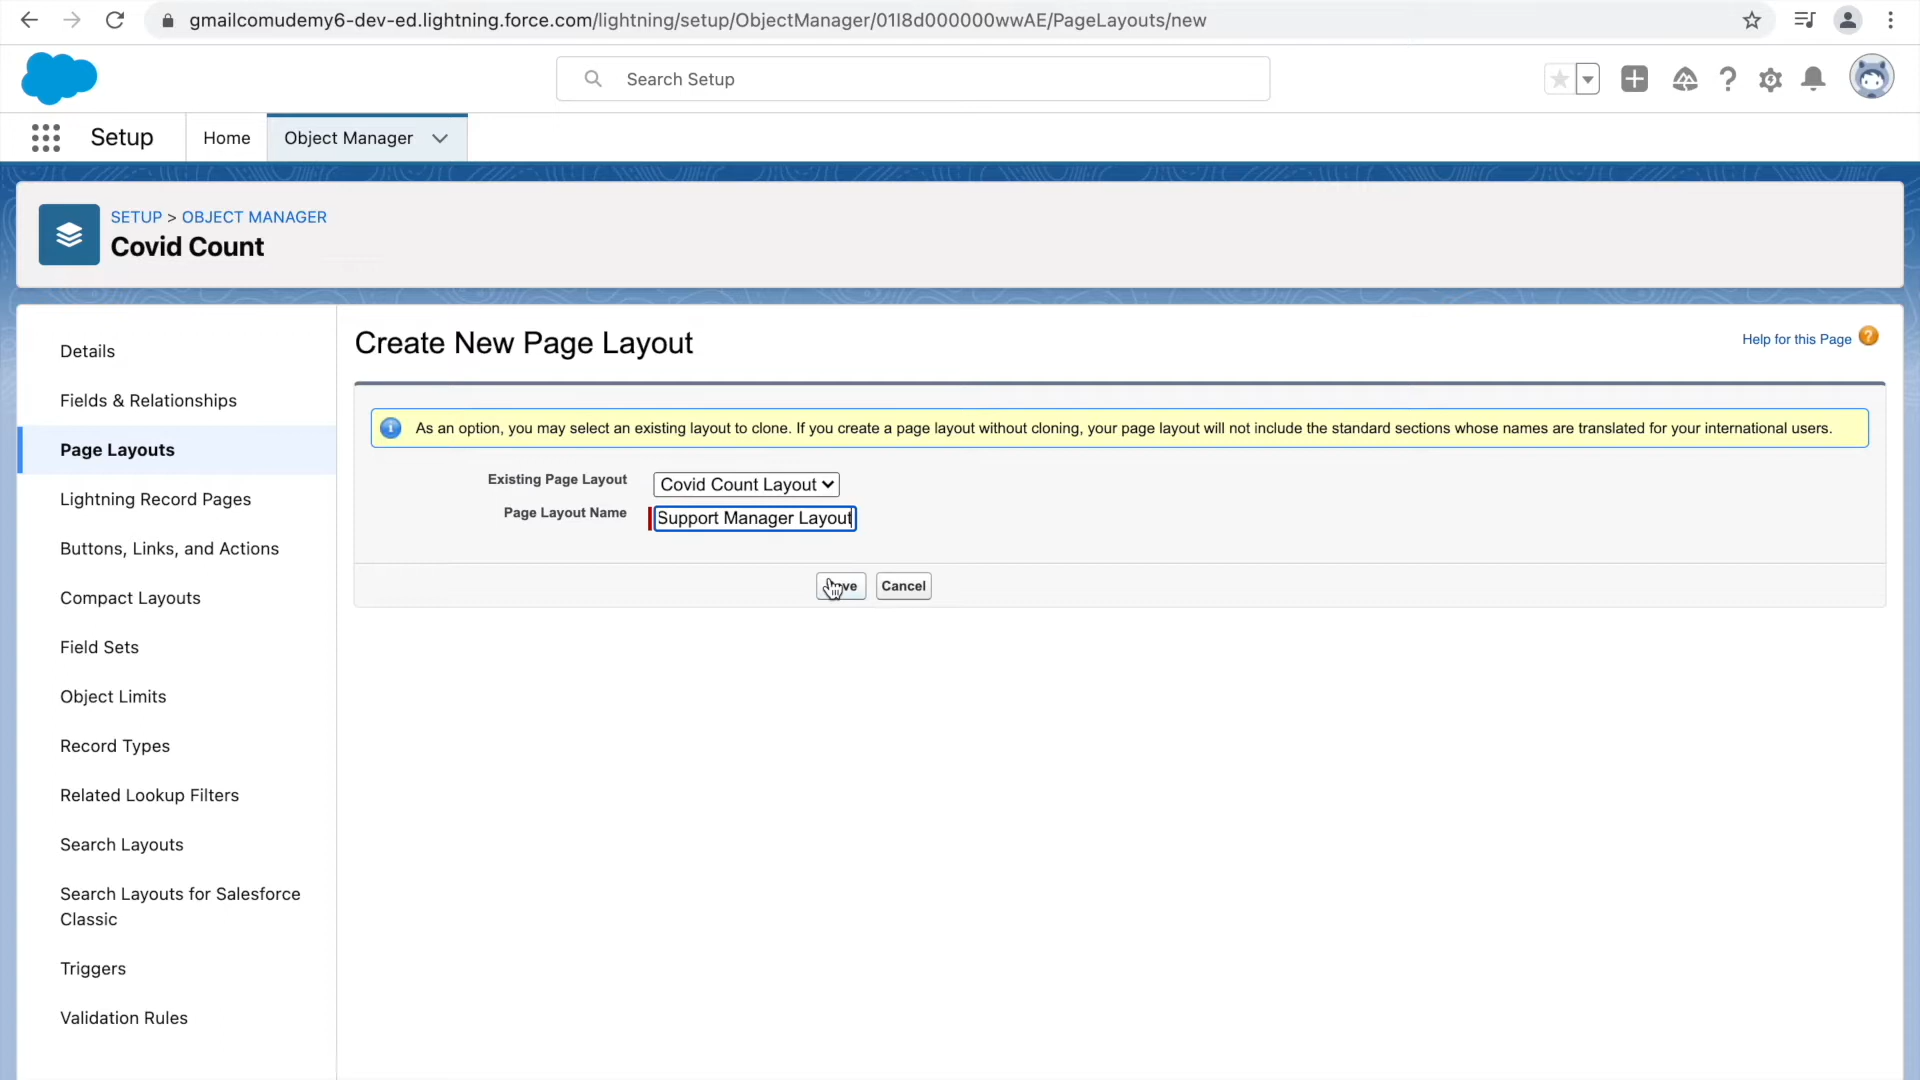 gmailcomudemy6-dev-ed.lightning.force.com/lightning/setup/ObjectManager/01I8d000000wwAE/PageLayouts/new
Search Setup
Setup
Home
Object Manager
SETUP > OBJECT MANAGER
Covid Count
Details
Fields & Relationships
Page Layouts
Lightning Record Pages
Buttons, Links, and Actions
Compact Layouts
Field Sets
Object Limits
Record Types
Related Lookup Filters
Search Layouts
Search Layouts for Salesforce
Classic
Triggers
Validation Rules
Create New Page Layout
Help for this Page
As an option, you may select an existing layout to clone. If you create a page layout without cloning, your page layout will not include the standard sections whose names are translated for your international users.
Existing Page Layout
Covid Count Layout
Page Layout Name
Support Manager Layout
Cancel